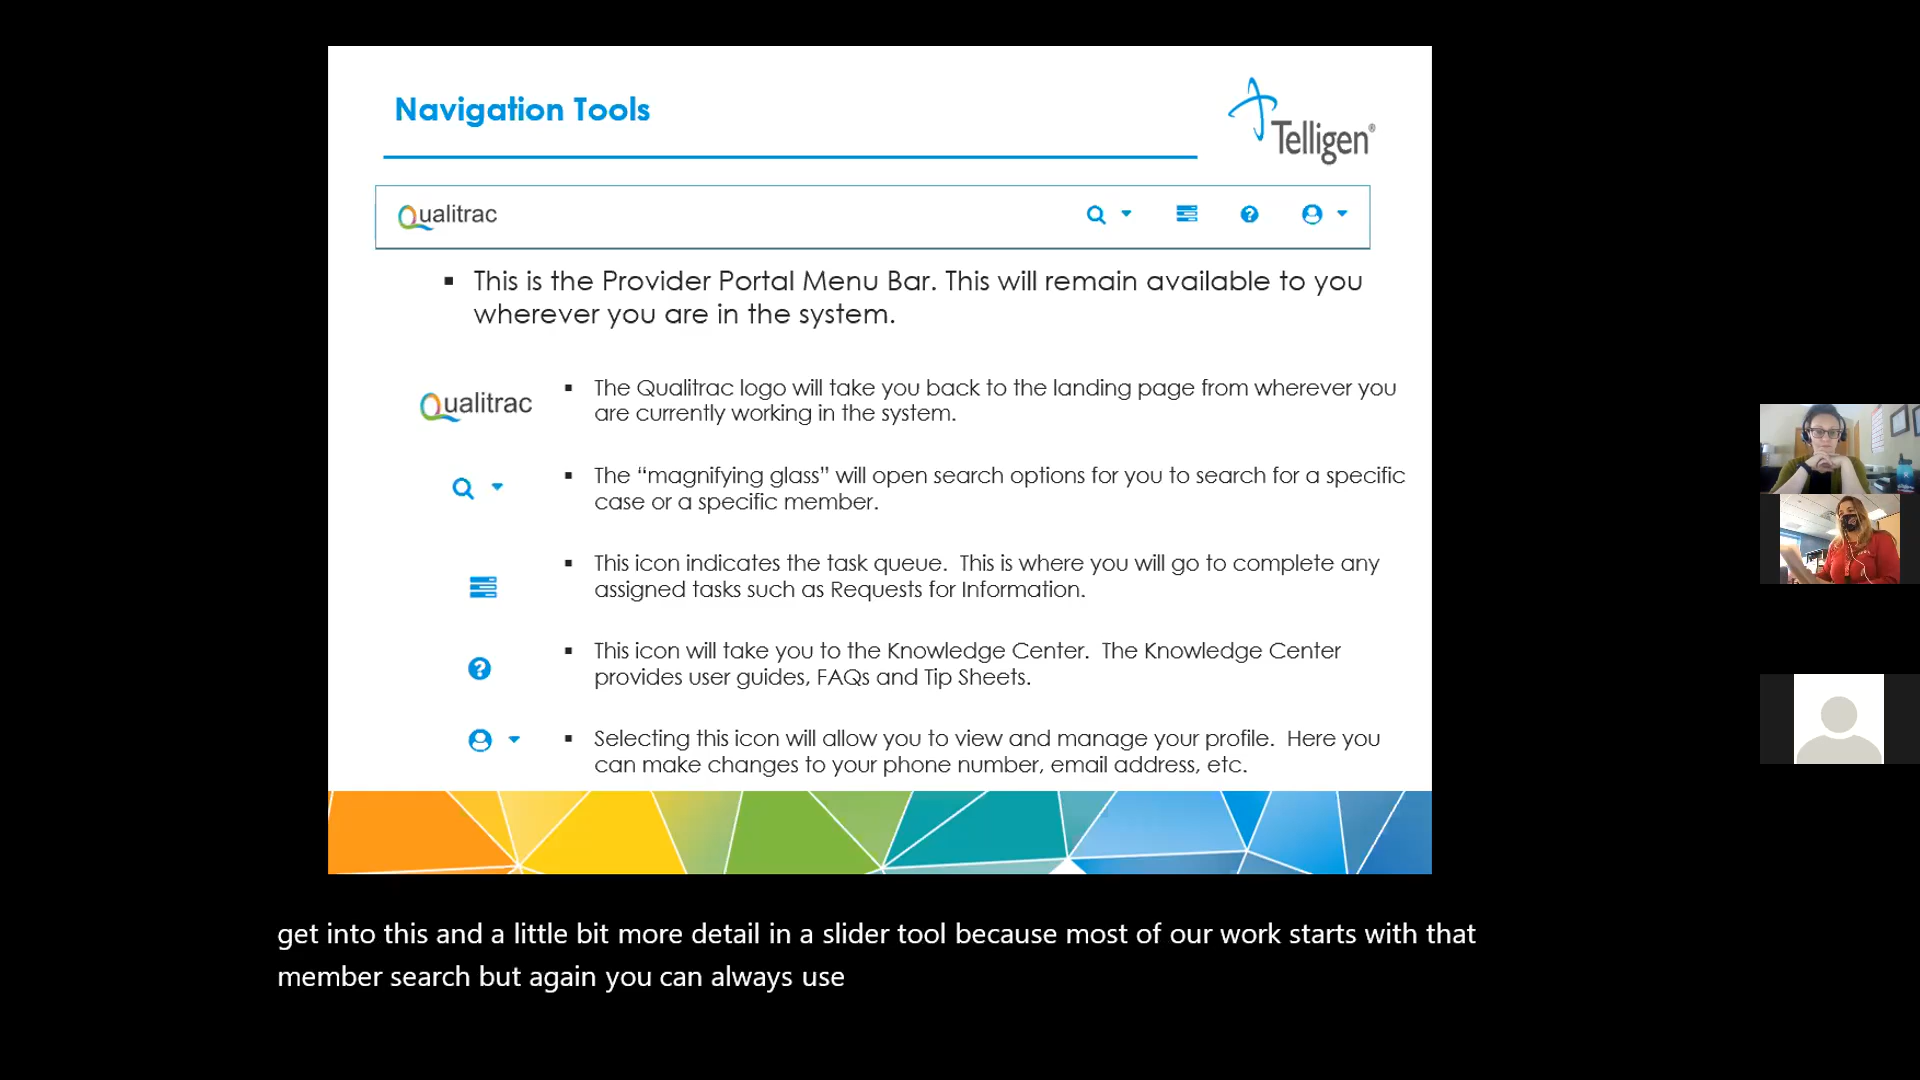 Navigation Tools
Telligen®
Qualitrac
▪ This is the Provider Portal Menu Bar. This will remain available to you
wherever you are in the system.
Qualitrac
▪ The Qualitrac logo will take you back to the landing page from wherever you
are currently working in the system.
▪ The “magnifying glass” will open search options for you to search for a specific
case or a specific member.
▪ This icon indicates the task queue.  This is where you will go to complete any
assigned tasks such as Requests for Information.
▪ This icon will take you to the Knowledge Center.  The Knowledge Center
provides user guides, FAQs and Tip Sheets.
▪ Selecting this icon will allow you to view and manage your profile.  Here you
can make changes to your phone number, email address, etc.
get into this and a little bit more detail in a slider tool because most of our work starts with that
member search but again you can always use